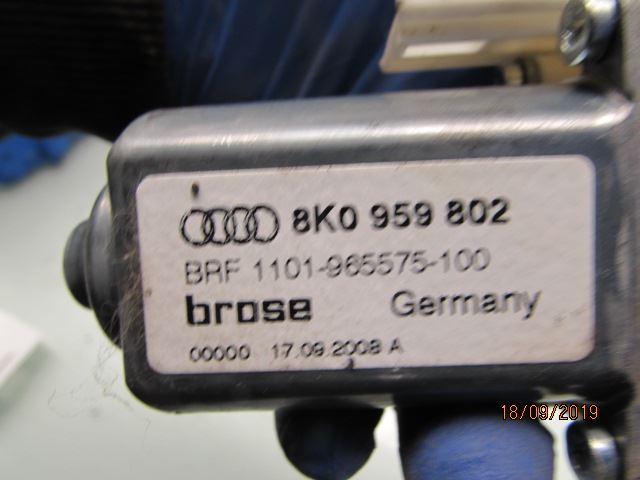 8K0 959 802
BRF 1101-965575-100
brose Germany
00000 17.09.2008 A
18/09/2019